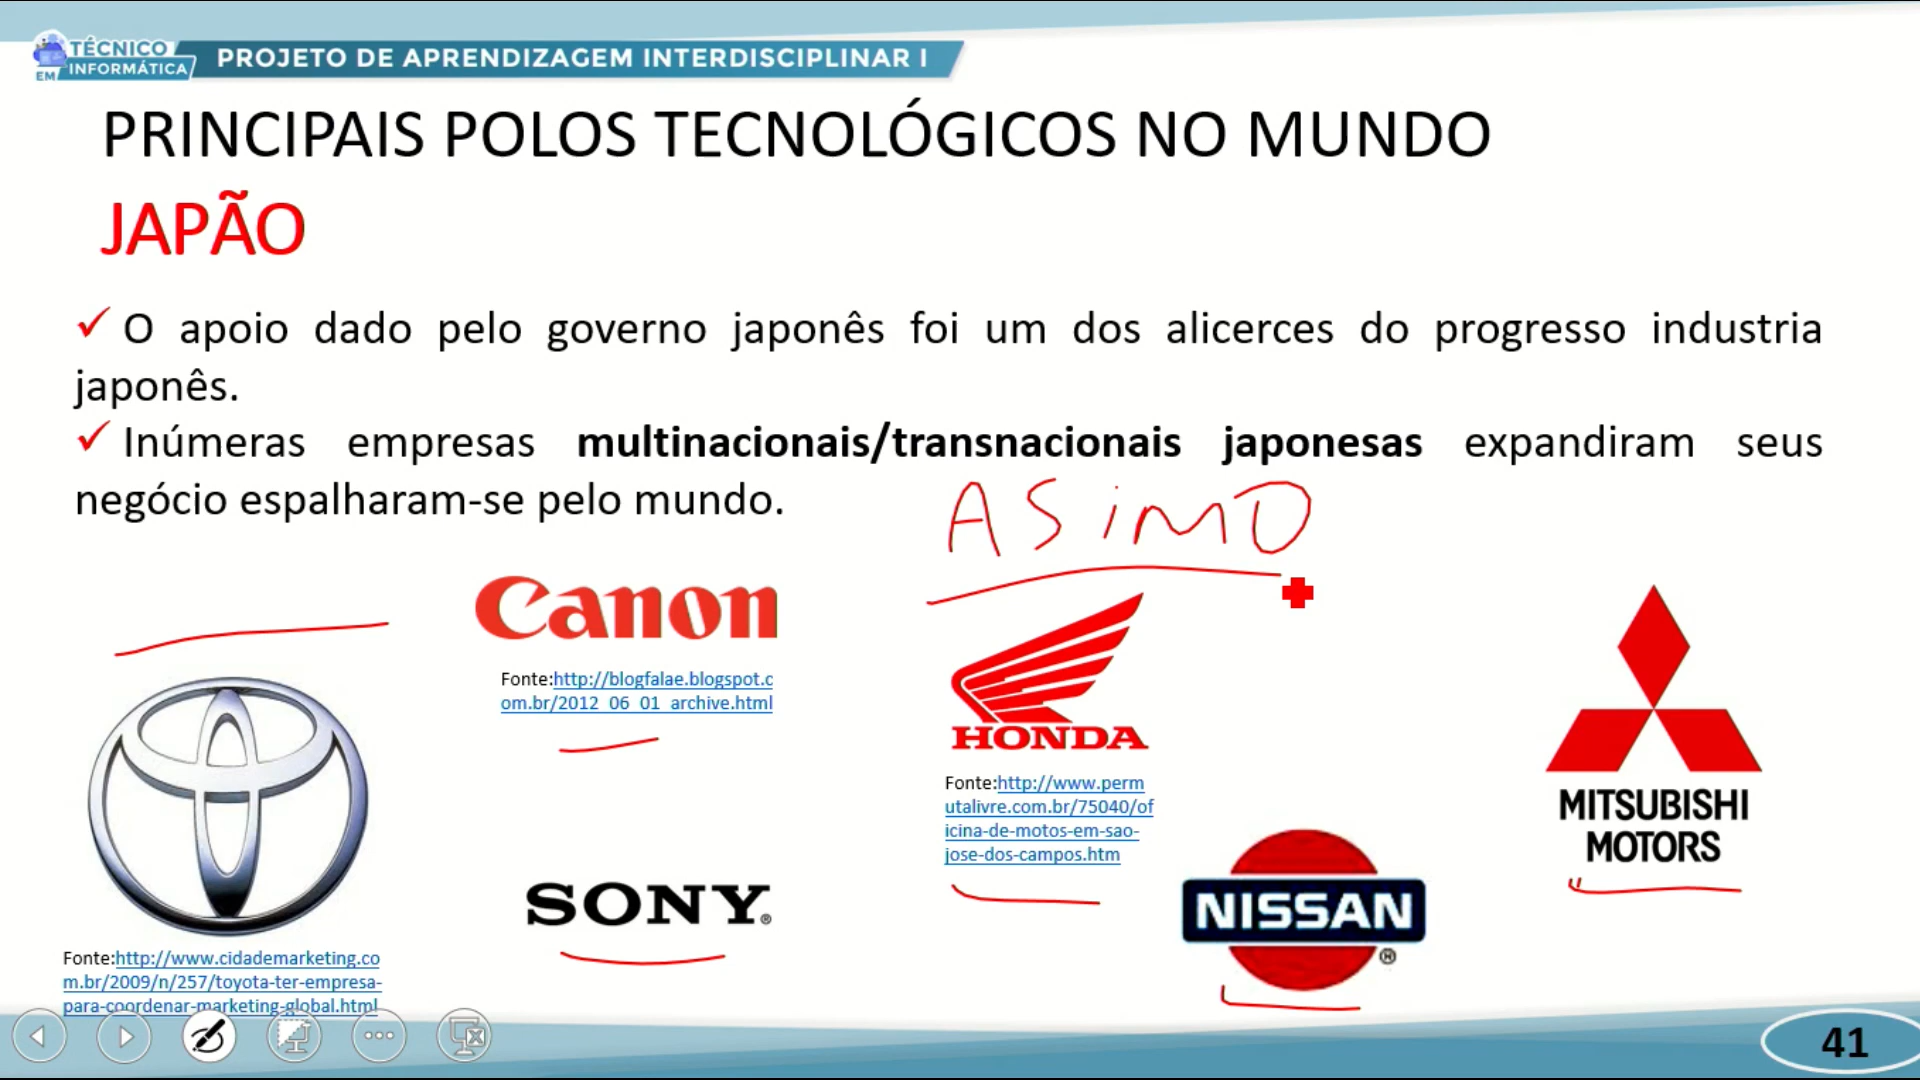 TÉCNICO
EM INFORMÁTICA
PROJETO DE APRENDIZAGEM INTERDISCIPLINAR I
PRINCIPAIS POLOS TECNOLÓGICOS NO MUNDO
JAPÃO
✓ O apoio dado pelo governo japonês foi um dos alicerces do progresso industria
japonês.
✓ Inúmeras empresas multinacionais/transnacionais japonesas expandiram seus
negócio espalharam-se pelo mundo.
ASiMO
Canon
Fonte:http://blogfalae.blogspot.c
om.br/2012_06_01_archive.html
HONDA
Fonte:http://www.perm
utalivre.com.br/75040/of
icina-de-motos-em-sao-
jose-dos-campos.htm
MITSUBISHI
MOTORS
SONY®
NISSAN
®
Fonte:http://www.cidademarketing.co
m.br/2009/n/257/toyota-ter-empresa-
para-coordenar-marketing-global.html
41